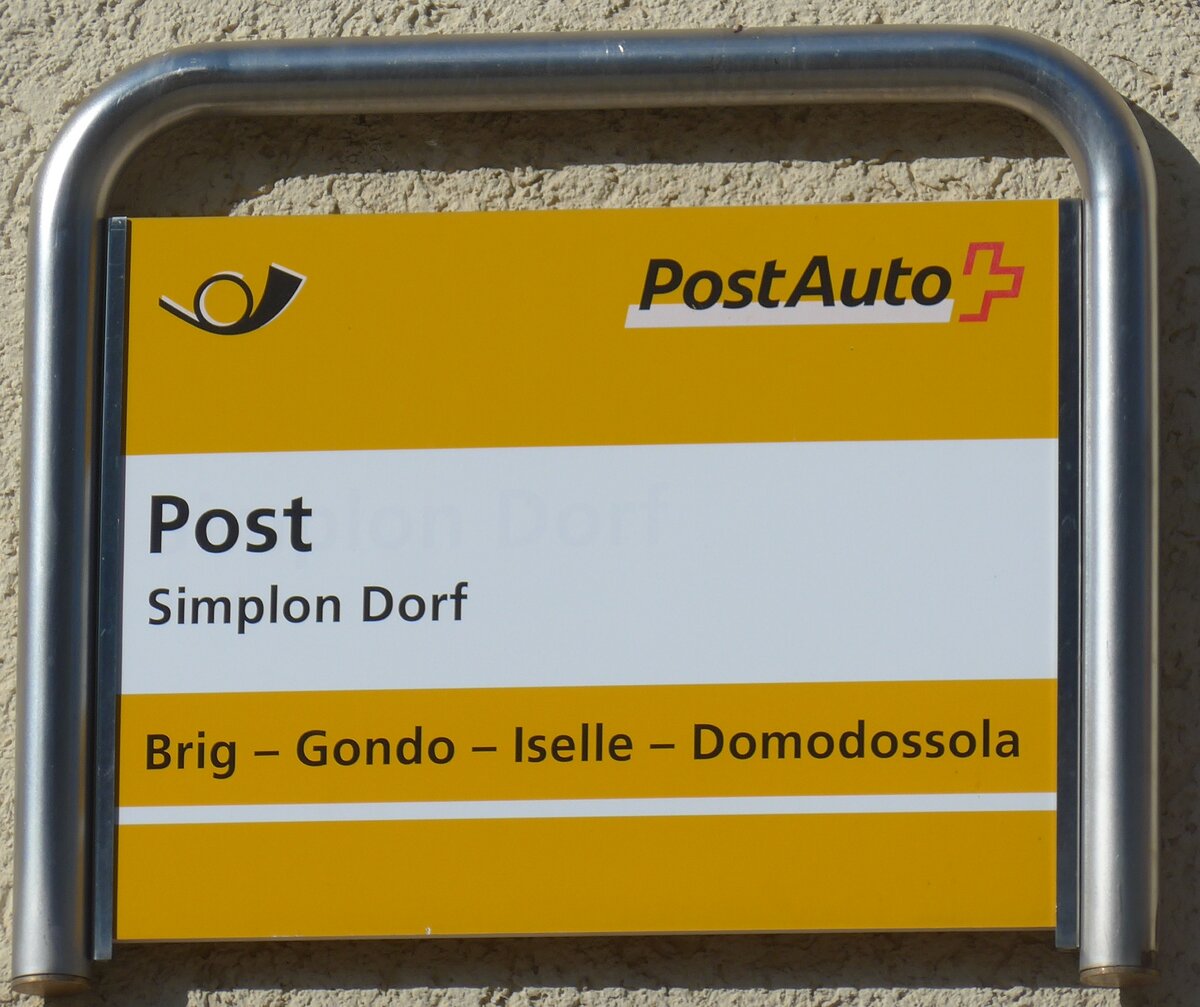 PostAuto
Post
Simplon Dorf
Brig – Gondo – Iselle – Domodossola